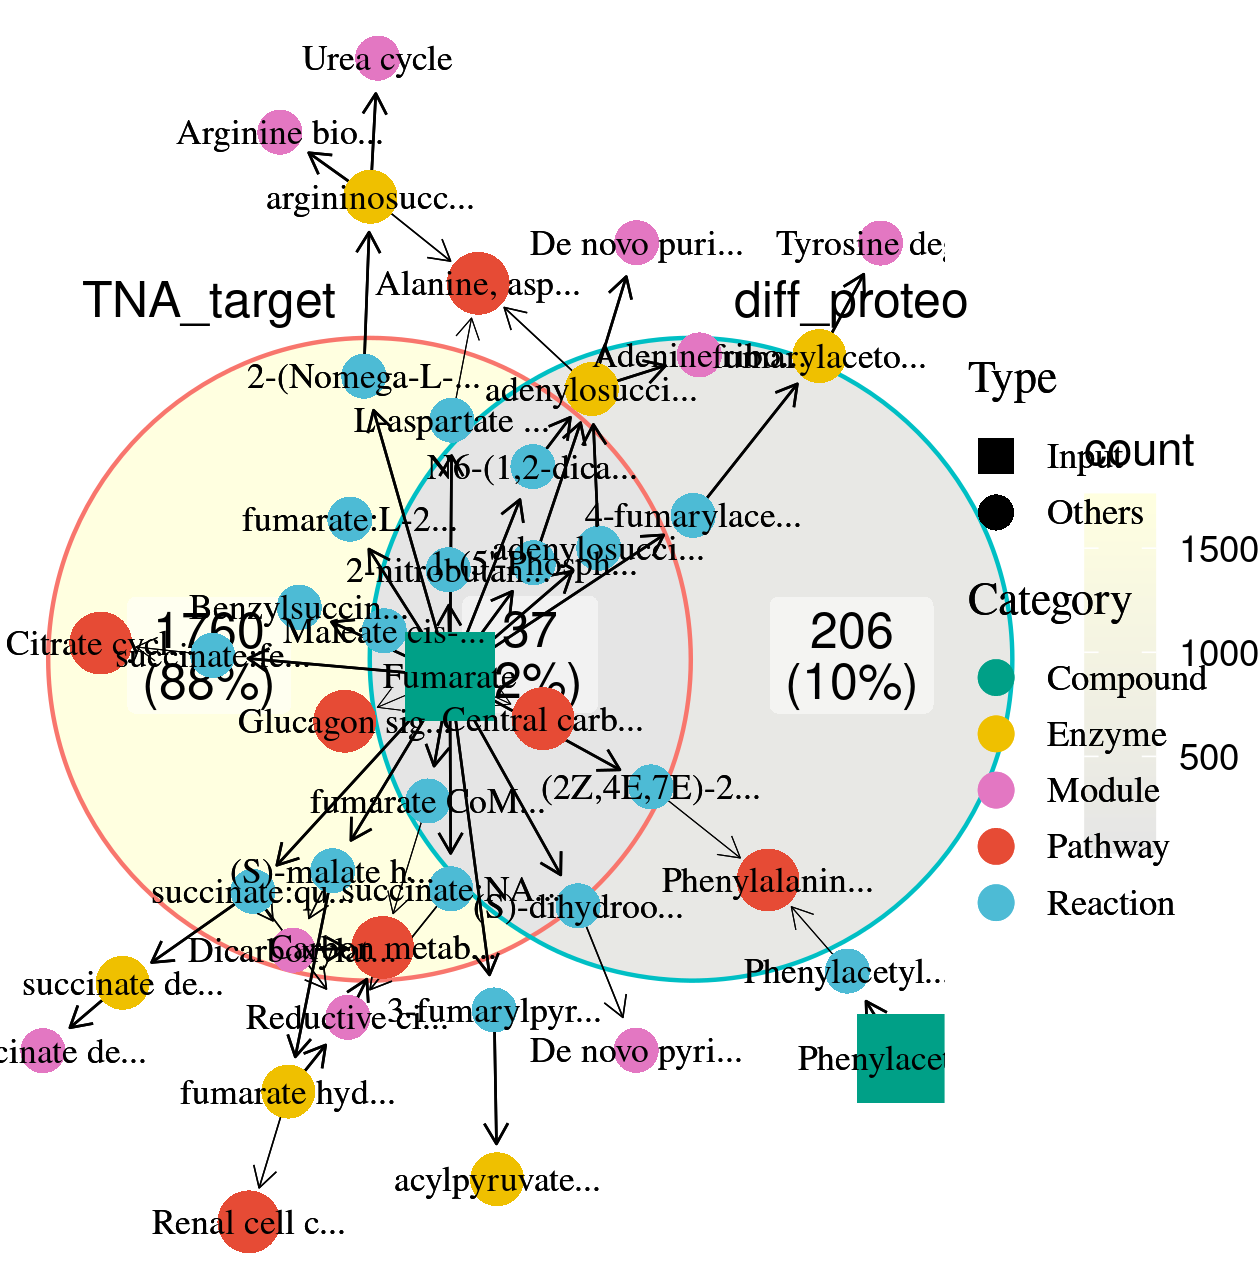 Urea cycle
Arginine bio...
argininosucc...
De novo puri...
Tyrosine de
Alanine, asp...
TNA_target
diff_proteo
Adenine ribo...
fumarylaceto...
2-(Nomega-L-...
adenylosucci...
L-aspartate ...
N6-(1,2-dica...
fumarate:L-2...
4-fumarylace...
adenylosucci...
2-nitrobutan...
1-(5'-Phosph...
Benzylsuccin...
Maleate cis-...
1760
(88%)
37
2%)
206
(10%)
Citrate cycl...
succinate:fe...
Fumarate
Glucagon sig...
Central carb...
(2Z,4E,7E)-2...
fumarate CoM...
(S)-malate h...
succinate:qu...
succinate:NA...
(S)-dihydroo...
Phenylalanin...
Dicarboxylat...
Carbon metab...
Phenylacetyl...
succinate de...
Reductive ci...
3-fumarylpyr...
cinate de...
De novo pyri...
Phenylacet
fumarate hyd...
acylpyruvate...
Renal cell c...
Type
Input
Others
count
1500
1000
500
Category
Compound
Enzyme
Module
Pathway
Reaction